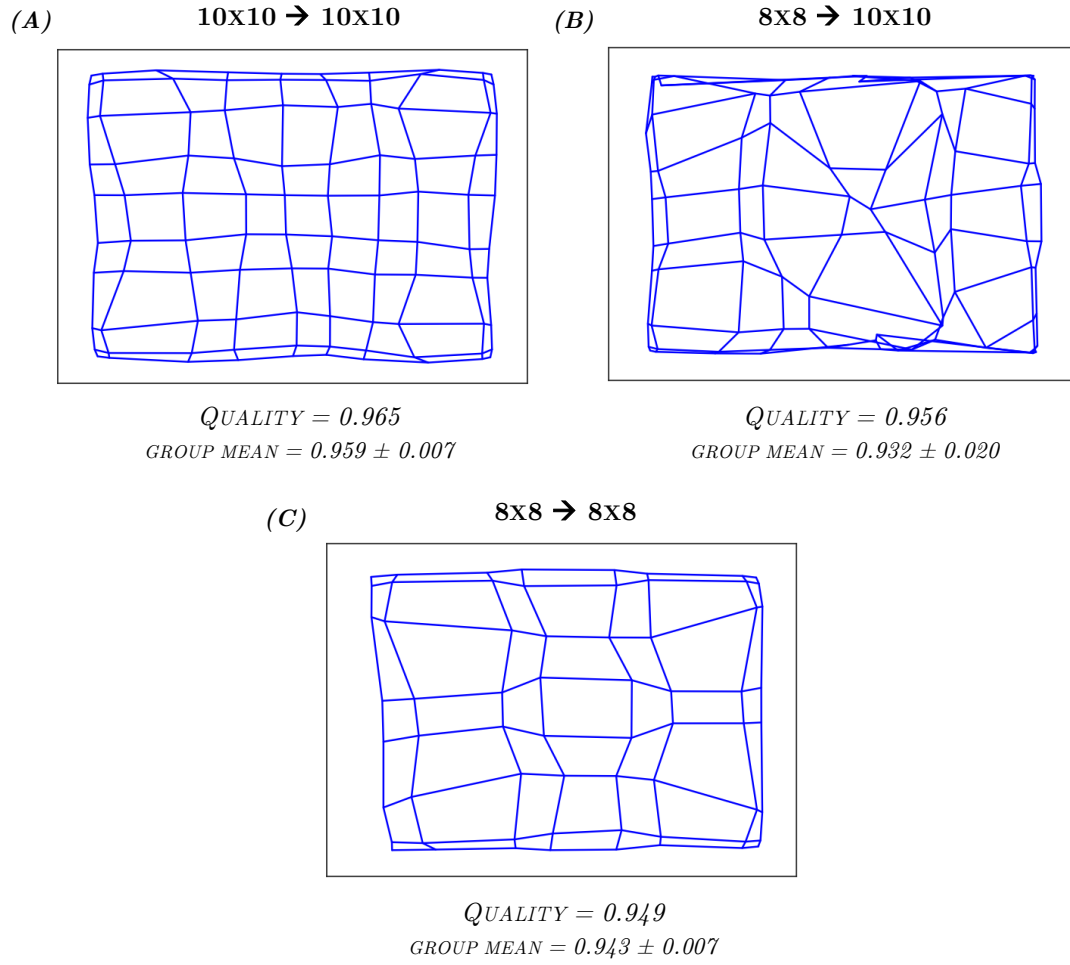 (A) 10x10 → 10x10
(B) 8x8 → 10x10
QUALITY = 0.965
GROUP MEAN = 0.959 ± 0.007
QUALITY = 0.956
GROUP MEAN = 0.932 ± 0.020
(C) 8x8 → 8x8
QUALITY = 0.949
GROUP MEAN = 0.943 ± 0.007